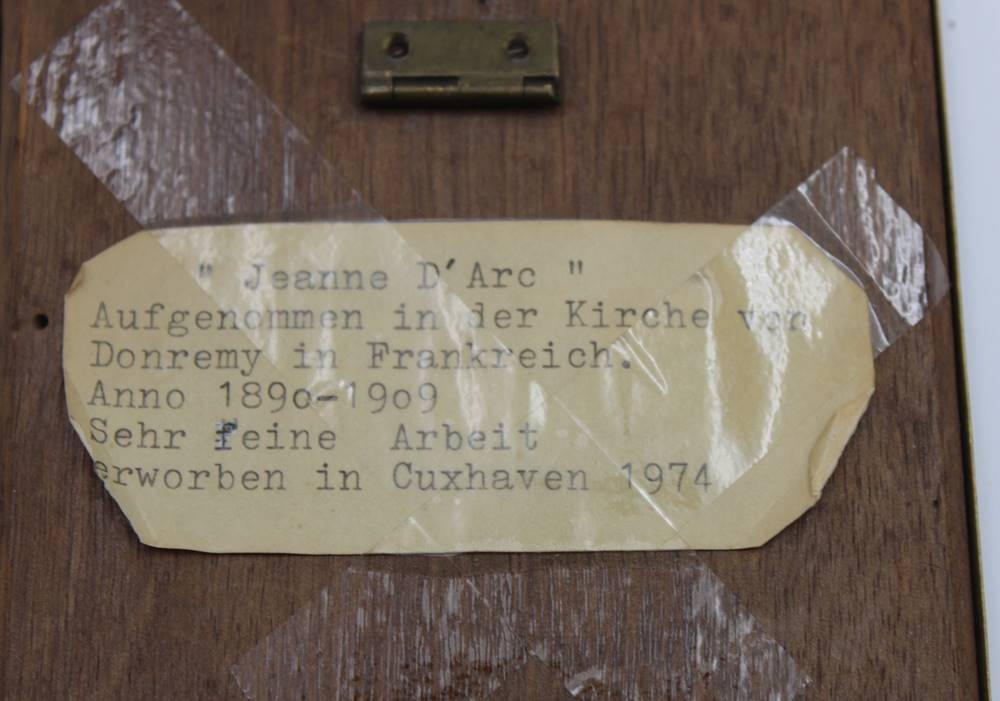 " Jeanne D´Arc "
Aufgenommen in der Kirche von
Donremy in Frankreich.
Anno 189o-19o9
Sehr feine Arbeit
erworben in Cuxhaven 1974